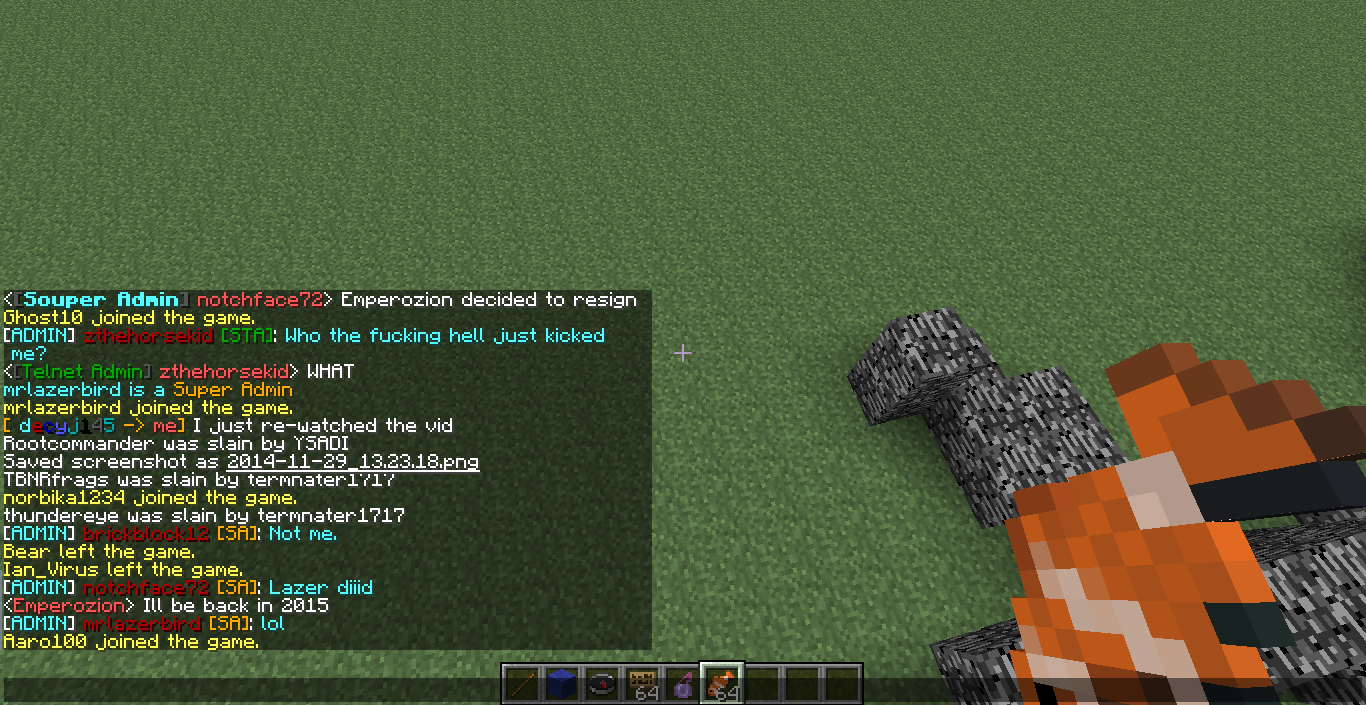 <[Souper Admin] notchface72> Emperozion decided to resign
Ghost10 joined the game.
[ADMIN] zthehorsekid [STA]: Who the fucking hell just kicked
me?
<[Telnet Admin] zthehorsekid> WHAT
mrlazerbird is a Super Admin
mrlazerbird joined the game.
[ decyj145 -> me] I just re-watched the vid
Rootcommander was slain by YSADI
Saved screenshot as 2014-11-29_13.23.18.png
TBNRfrags was slain by termnater1717
norbika1234 joined the game.
thundereye was slain by termnater1717
[ADMIN] brickblock12 [SA]: Not me.
Bear left the game.
Ian_Virus left the game.
[ADMIN] notchface72 [SA]: Lazer diiid
<Emperozion> Ill be back in 2015
[ADMIN] mrlazerbird [SA]: lol
Aaro100 joined the game.
64 64